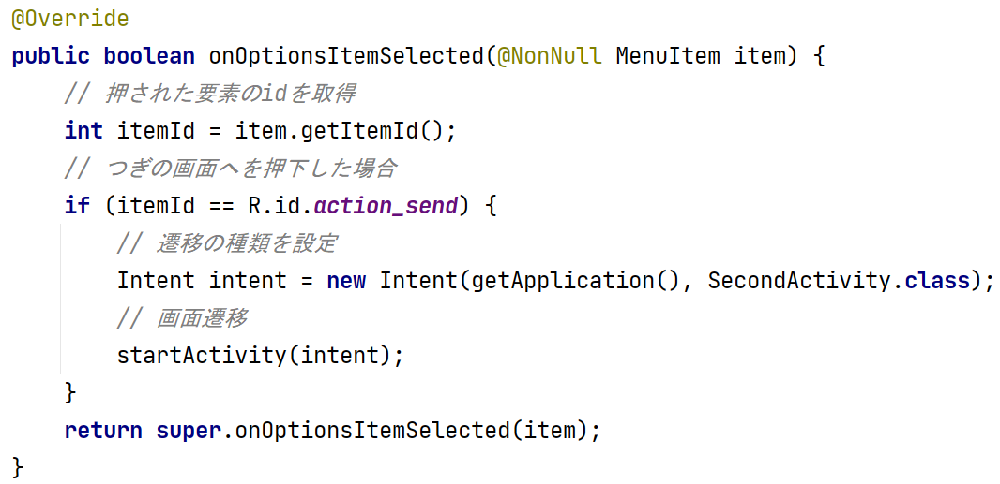 @Override
public boolean onOptionsItemSelected(@NonNull MenuItem item) {
// 押された要素のidを取得
int itemId = item.getItemId();
// つぎの画面へを押下した場合
if (itemId == R.id.action_send) {
// 遷移の種類を設定
Intent intent = new Intent(getApplication(), SecondActivity.class);
// 画面遷移
startActivity(intent);
}
return super.onOptionsItemSelected(item);
}